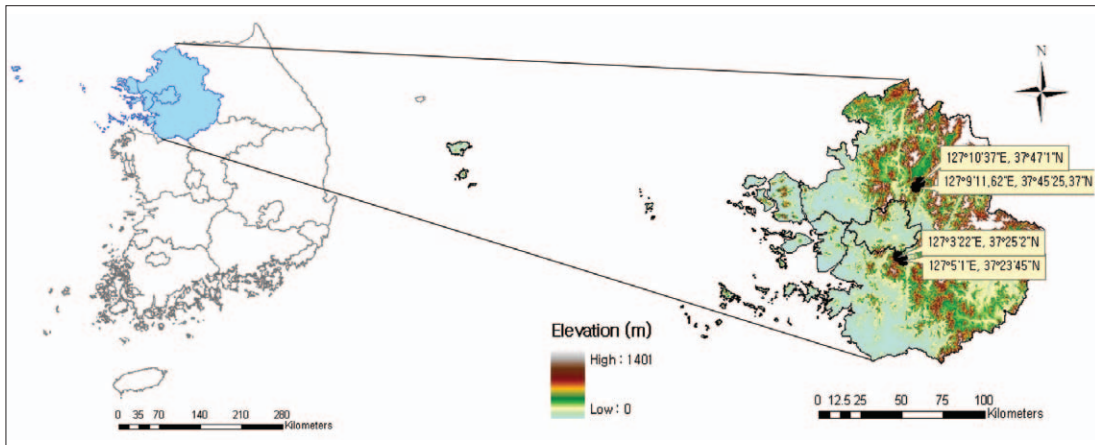 N
127°10'37"E, 37°47'1"N
127°9'11,62"E, 37°45'25,37"N
127°3'22"E, 37°25'2"N
127°5'1"E, 37°23'45"N
Elevation (m)
High : 1401
Low : 0
0 35 70 140 210 280
Kilometers
0 12.5 25 50 75 100
Kilometers